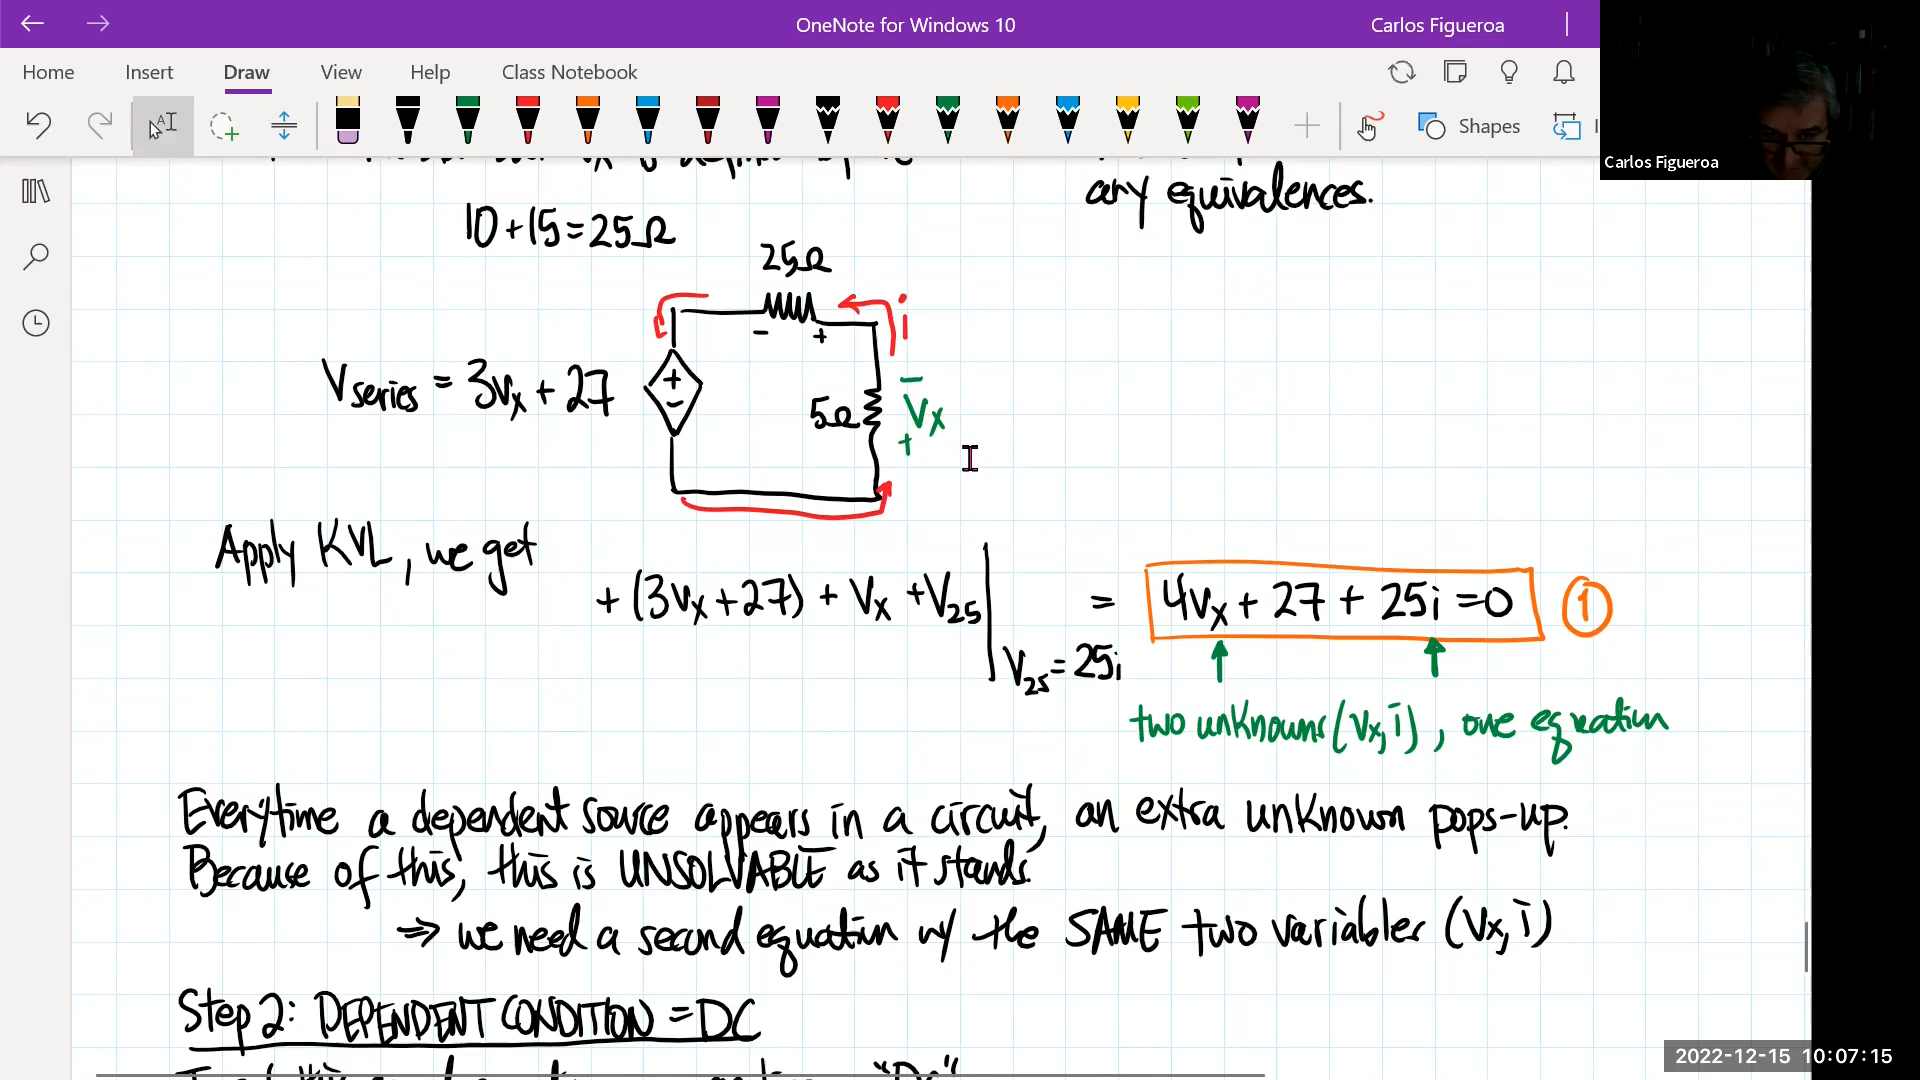 OneNote for Windows 10
Carlos Figueroa
Home Insert Draw View Help Class Notebook
Shapes
Carlos Figueroa
any equivalences.
10+15=25Ω
25Ω
i
- +
Vseries = 3vx + 27
+
-
5Ω
-
Vx
+
Apply KVL, we get
+ (3vx+27) + Vx + V25 | V25 = 25i = 4vx + 27 + 25i = 0 ①
two unknowns (Vx, i), one equation
Everytime a dependent source appears in a circuit, an extra unknown pops-up.
Because of this, this is UNSOLVABLE as it stands.
⇒ we need a second equation w/ the SAME two variables (Vx, i)
Step 2: DEPENDENT CONDITION = DC
2022-12-15 10:07:15